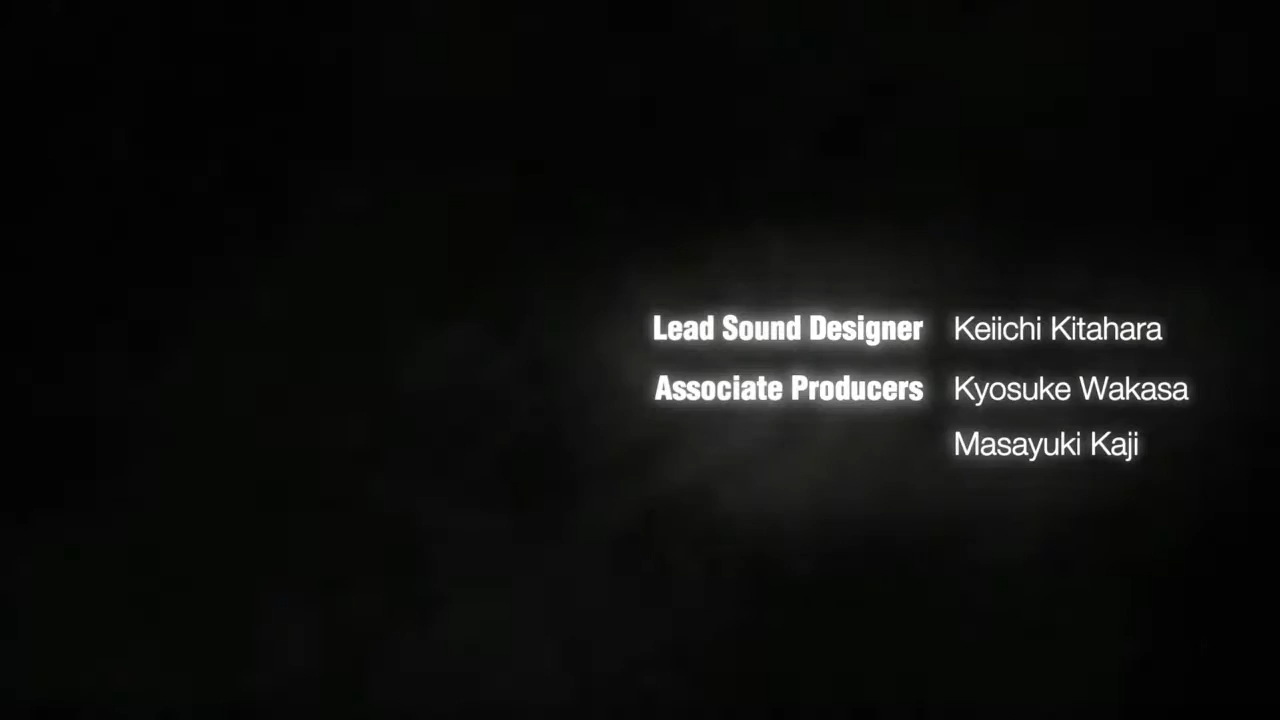 Lead Sound Designer Keiichi Kitahara
Associate Producers Kyosuke Wakasa
Masayuki Kaji